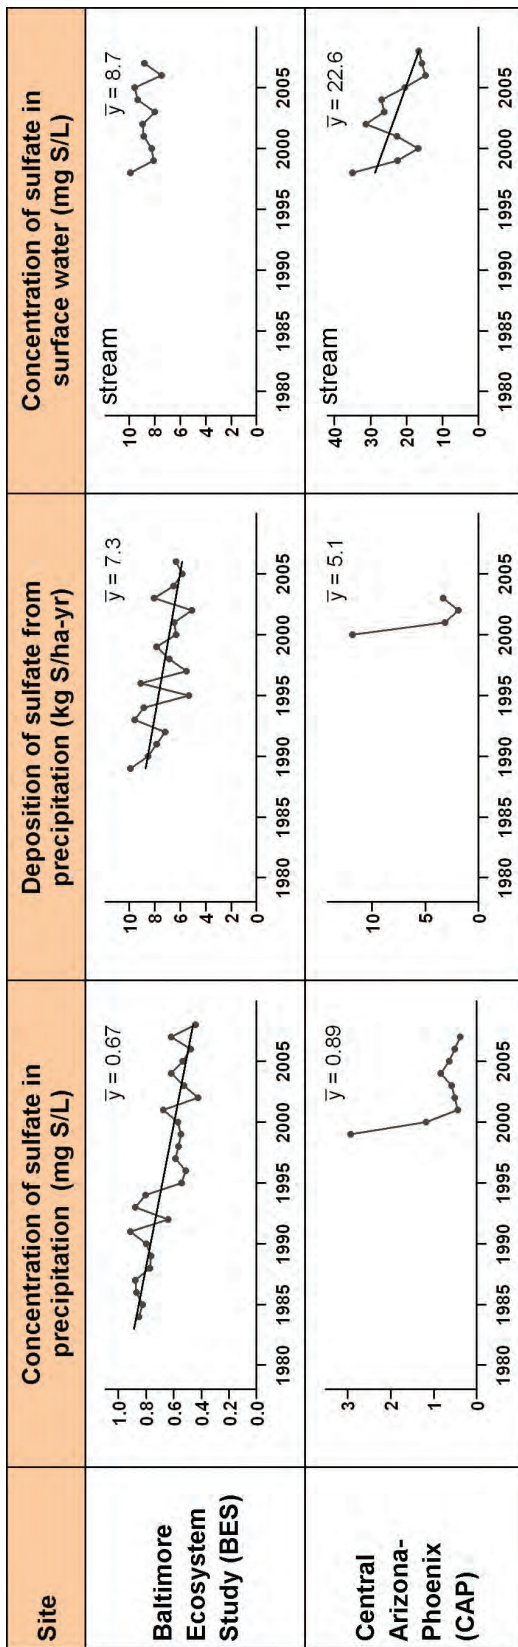 Site
Concentration of sulfate in
precipitation (mg S/L)
Deposition of sulfate from
precipitation (kg S/ha-yr)
Concentration of sulfate in
surface water (mg S/L)
Baltimore
Ecosystem
Study (BES)
y = 0.67
1.0
0.8
0.6
0.4
0.2
0.0
1980 1985 1990 1995 2000 2005
y = 7.3
10
8
6
4
2
0
1980 1985 1990 1995 2000 2005
stream
y = 8.7
10
8
6
4
2
0
1980 1985 1990 1995 2000 2005
Central
Arizona-
Phoenix
(CAP)
y = 0.89
3
2
1
0
1980 1985 1990 1995 2000 2005
y = 5.1
10
5
0
1980 1985 1990 1995 2000 2005
stream
y = 22.6
40
30
20
10
0
1980 1985 1990 1995 2000 2005